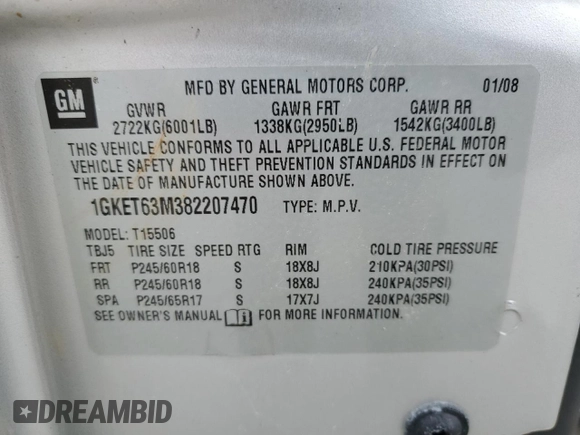 GM
MFD BY GENERAL MOTORS CORP. 01/08
GVWR GAWR FRT GAWR RR
2722KG(6001LB) 1338KG(2950LB) 1542KG(3400LB)
THIS VEHICLE CONFORMS TO ALL APPLICABLE U.S. FEDERAL MOTOR
VEHICLE SAFETY AND THEFT PREVENTION STANDARDS IN EFFECT ON
THE DATE OF MANUFACTURE SHOWN ABOVE.
1GKET63M382207470 TYPE: M.P.V.
MODEL: T15506
TBJ5 TIRE SIZE SPEED RTG RIM COLD TIRE PRESSURE
FRT P245/60R18 S 18X8J 210KPA(30PSI)
RR P245/60R18 S 18X8J 240KPA(35PSI)
SPA P245/65R17 S 17X7J 240KPA(35PSI)
SEE OWNER'S MANUAL FOR MORE INFORMATION.
DREAMBID